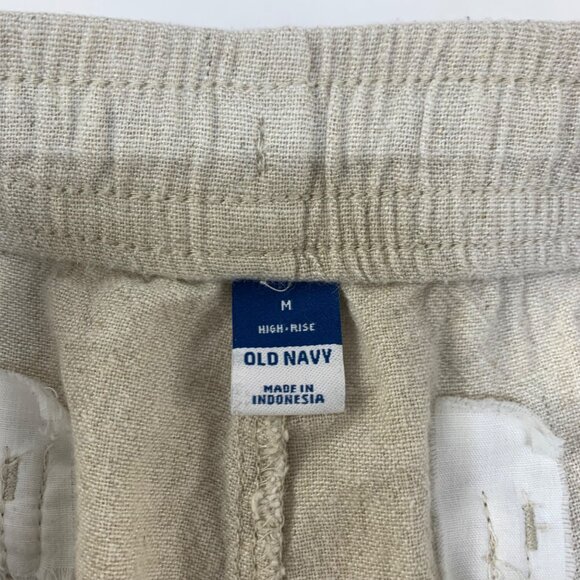 M
HIGH • RISE
OLD NAVY
MADE IN
INDONESIA